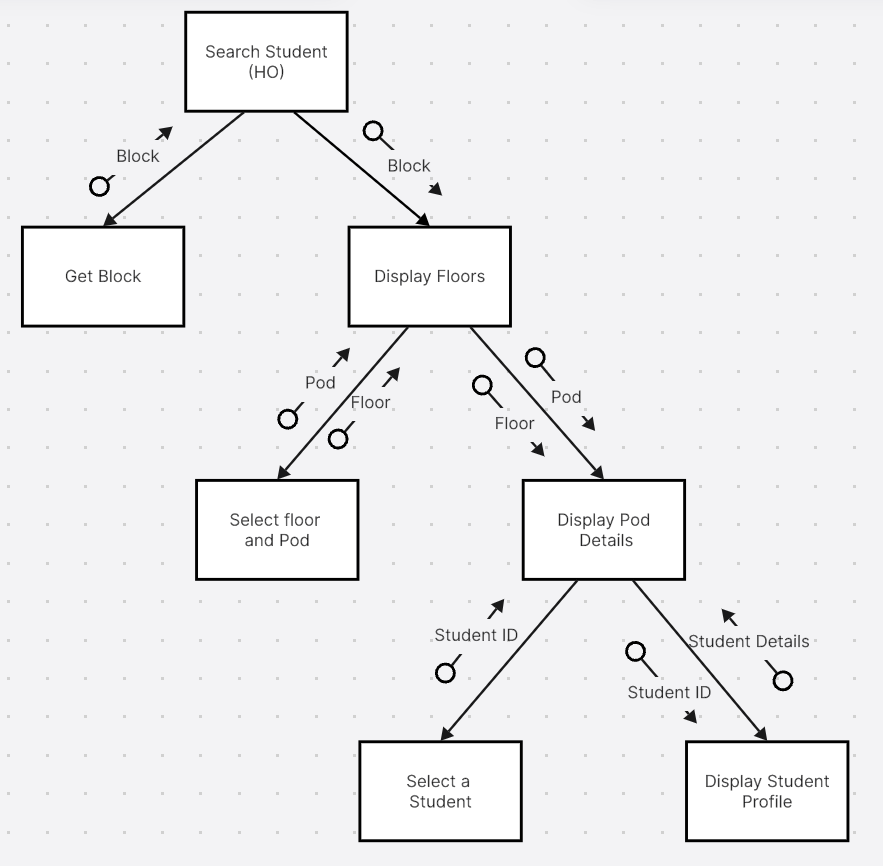 Search Student
(HO)
Block
Block
Get Block
Display Floors
Pod
Floor
Pod
Floor
Select floor
and Pod
Display Pod
Details
Student ID
Student Details
Student ID
Select a
Student
Display Student
Profile